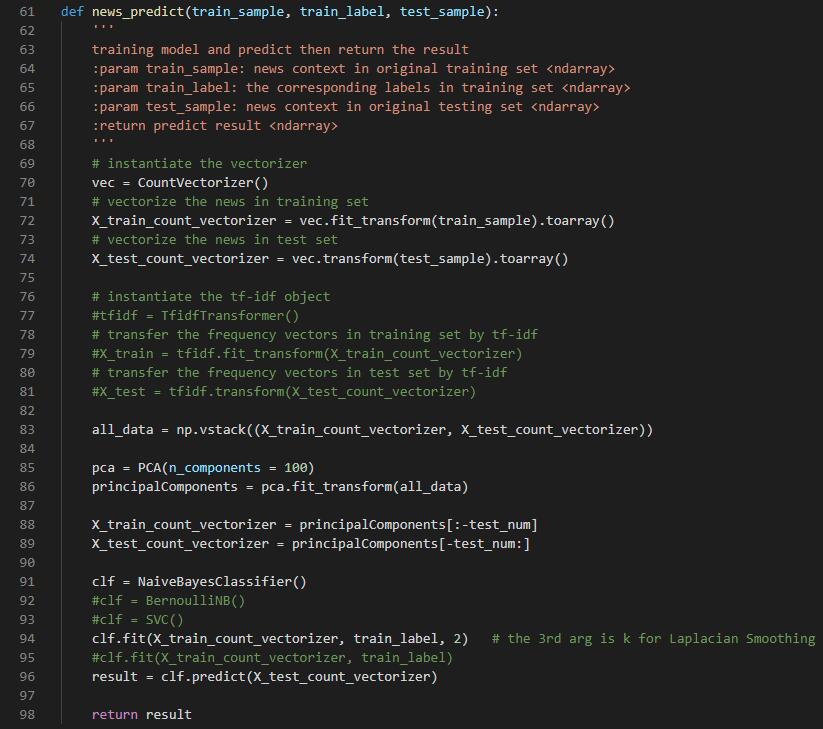 61 def news_predict(train_sample, train_label, test_sample):
62     '''
63     training model and predict then return the result
64     :param train_sample: news context in original training set <ndarray>
65     :param train_label: the corresponding labels in training set <ndarray>
66     :param test_sample: news context in original testing set <ndarray>
67     :return predict result <ndarray>
68     '''
69     # instantiate the vectorizer
70     vec = CountVectorizer()
71     # vectorize the news in training set
72     X_train_count_vectorizer = vec.fit_transform(train_sample).toarray()
73     # vectorize the news in test set
74     X_test_count_vectorizer = vec.transform(test_sample).toarray()
75
76     # instantiate the tf-idf object
77     #tfidf = TfidfTransformer()
78     # transfer the frequency vectors in training set by tf-idf
79     #X_train = tfidf.fit_transform(X_train_count_vectorizer)
80     # transfer the frequency vectors in test set by tf-idf
81     #X_test = tfidf.transform(X_test_count_vectorizer)
82
83     all_data = np.vstack((X_train_count_vectorizer, X_test_count_vectorizer))
84
85     pca = PCA(n_components = 100)
86     principalComponents = pca.fit_transform(all_data)
87
88     X_train_count_vectorizer = principalComponents[:-test_num]
89     X_test_count_vectorizer = principalComponents[-test_num:]
90
91     clf = NaiveBayesClassifier()
92     #clf = BernoulliNB()
93     #clf = SVC()
94     clf.fit(X_train_count_vectorizer, train_label, 2)   # the 3rd arg is k for Laplacian Smoothing
95     #clf.fit(X_train_count_vectorizer, train_label)
96     result = clf.predict(X_test_count_vectorizer)
97
98     return result